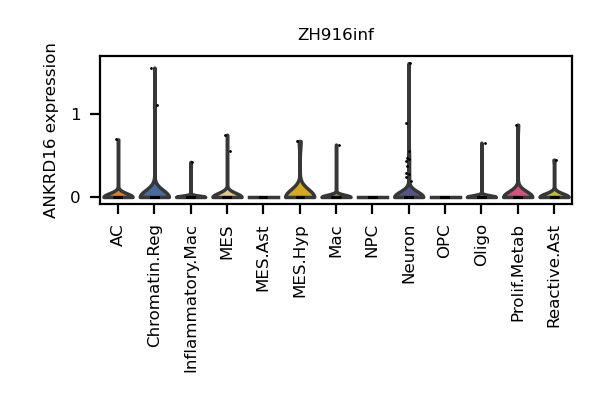 ZH916inf
ANKRD16 expression
1
0
AC
Chromatin.Reg
Inflammatory.Mac
MES
MES.Ast
MES.Hyp
Mac
NPC
Neuron
OPC
Oligo
Prolif.Metab
Reactive.Ast